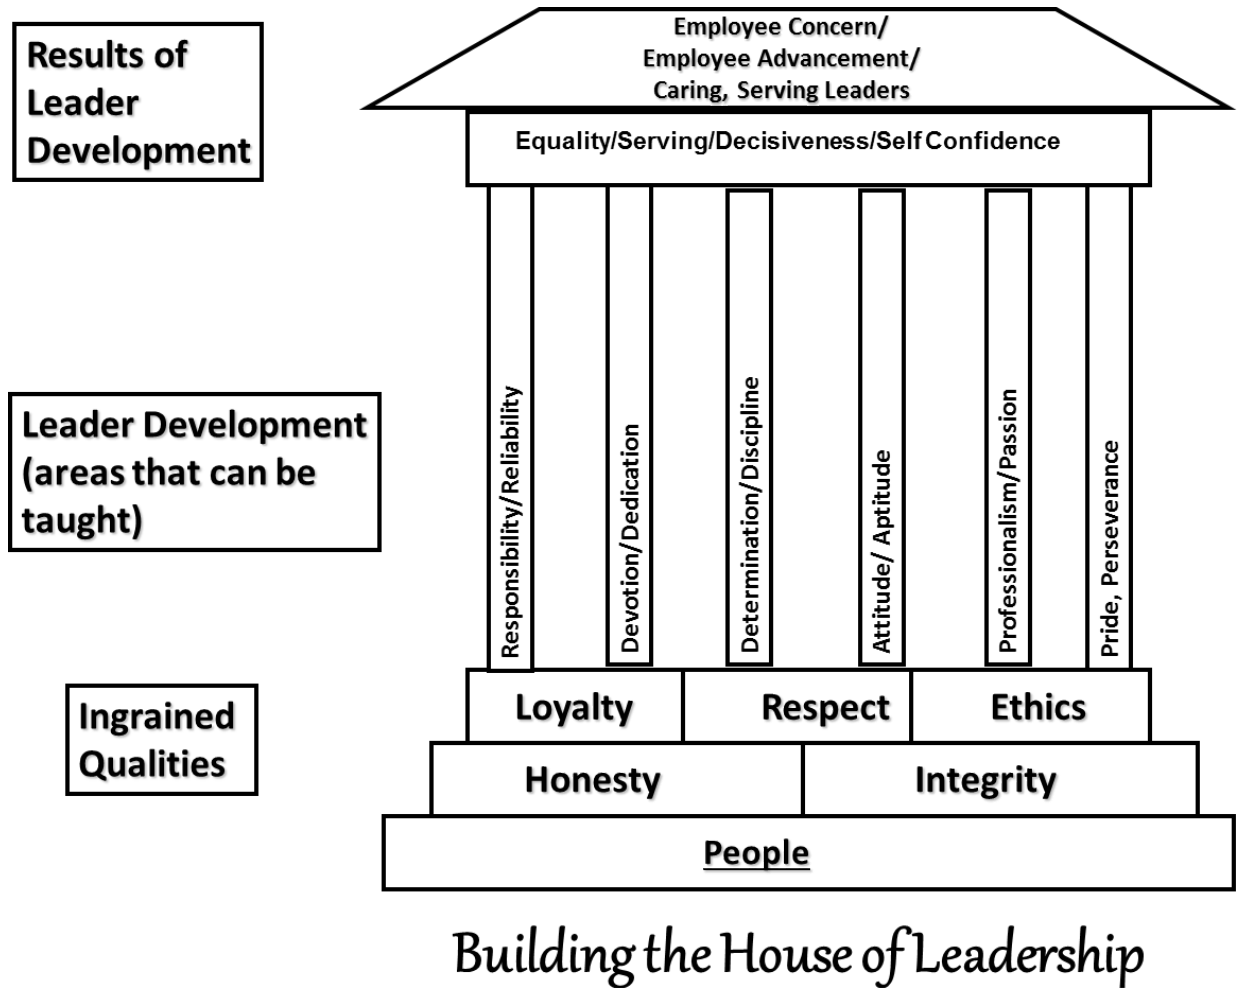 Results of
Leader
Development
Employee Concern/
Employee Advancement/
Caring, Serving Leaders
Equality/Serving/Decisiveness/Self Confidence
Leader Development
(areas that can be
taught)
Responsibility/Reliability
Devotion/Dedication
Determination/Discipline
Attitude/ Aptitude
Professionalism/Passion
Pride, Perseverance
Ingrained
Qualities
Loyalty
Respect
Ethics
Honesty
Integrity
People
Building the House of Leadership